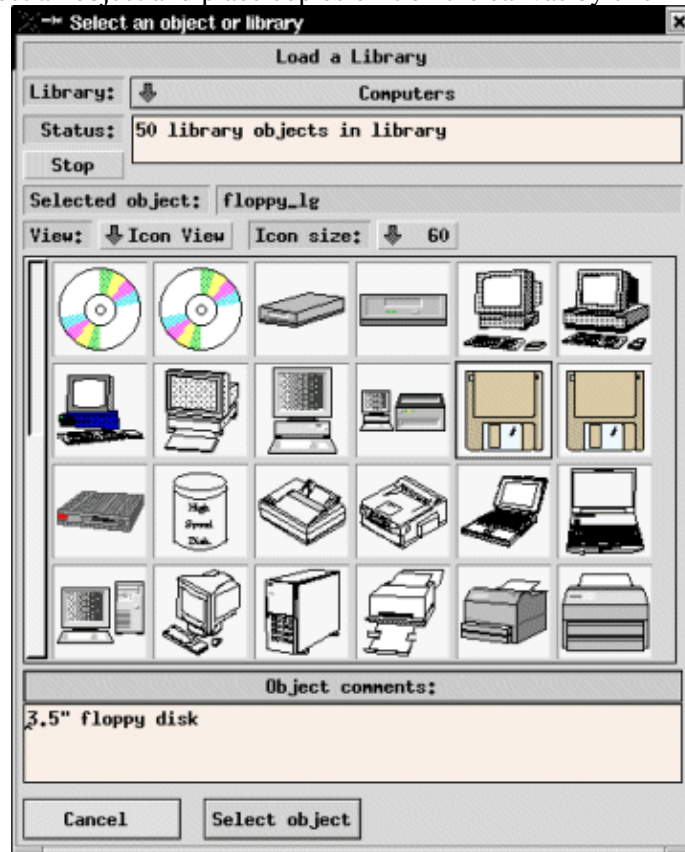 Select an object or library
Load a Library
Library: Computers
Status: 50 library objects in library
Stop
Selected object: floppy_lg
View: Icon View Icon size: 60
High
Speed
Disk
Object comments:
3.5" floppy disk
Cancel Select object